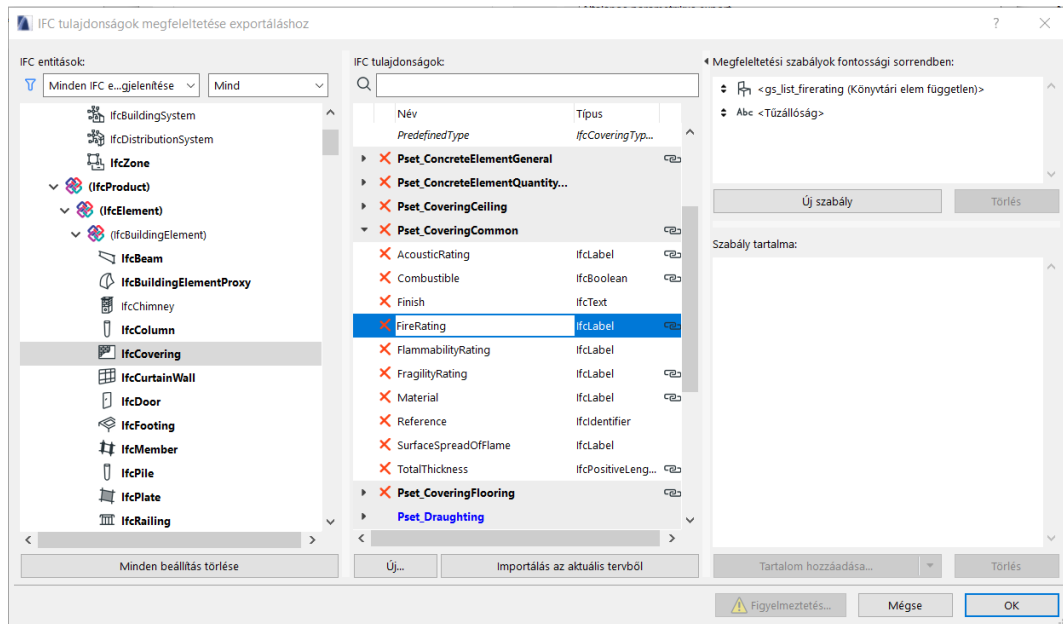 IFC tulajdonságok megfeleltetése exportáláshoz
?
IFC entitások:
Minden IFC e...gjelenítése
Mind
IfcBuildingSystem
IfcDistributionSystem
IfcZone
(IfcProduct)
(IfcElement)
(IfcBuildingElement)
IfcBeam
IfcBuildingElementProxy
IfcChimney
IfcColumn
IfcCovering
IfcCurtainWall
IfcDoor
IfcFooting
IfcMember
IfcPile
IfcPlate
IfcRailing
Minden beállítás törlése
IFC tulajdonságok:
Név Típus
PredefinedType IfcCoveringTyp...
Pset_ConcreteElementGeneral
Pset_ConcreteElementQuantity...
Pset_CoveringCeiling
Pset_CoveringCommon
AcousticRating IfcLabel
Combustible IfcBoolean
Finish IfcText
FireRating IfcLabel
FlammabilityRating IfcLabel
FragilityRating IfcLabel
Material IfcLabel
Reference IfcIdentifier
SurfaceSpreadOfFlame IfcLabel
TotalThickness IfcPositiveLeng...
Pset_CoveringFlooring
Pset_Draughting
Új...
Importálás az aktuális tervből
Megfeleltetési szabályok fontossági sorrendben:
<gs_list_firerating (Könyvtári elem független)>
Abc <Tűzállóság>
Új szabály
Törlés
Szabály tartalma:
Tartalom hozzáadása...
Törlés
Figyelmeztetés...
Mégse
OK